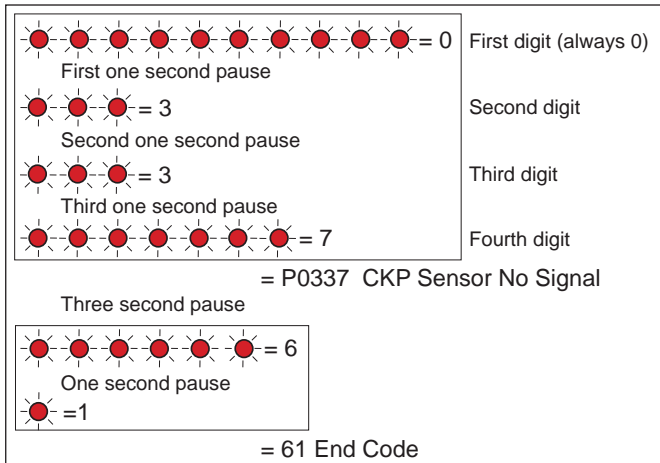 = 0 First digit (always 0)
First one second pause
= 3 Second digit
Second one second pause
= 3 Third digit
Third one second pause
= 7 Fourth digit
= P0337 CKP Sensor No Signal
Three second pause
= 6
One second pause
=1
= 61 End Code